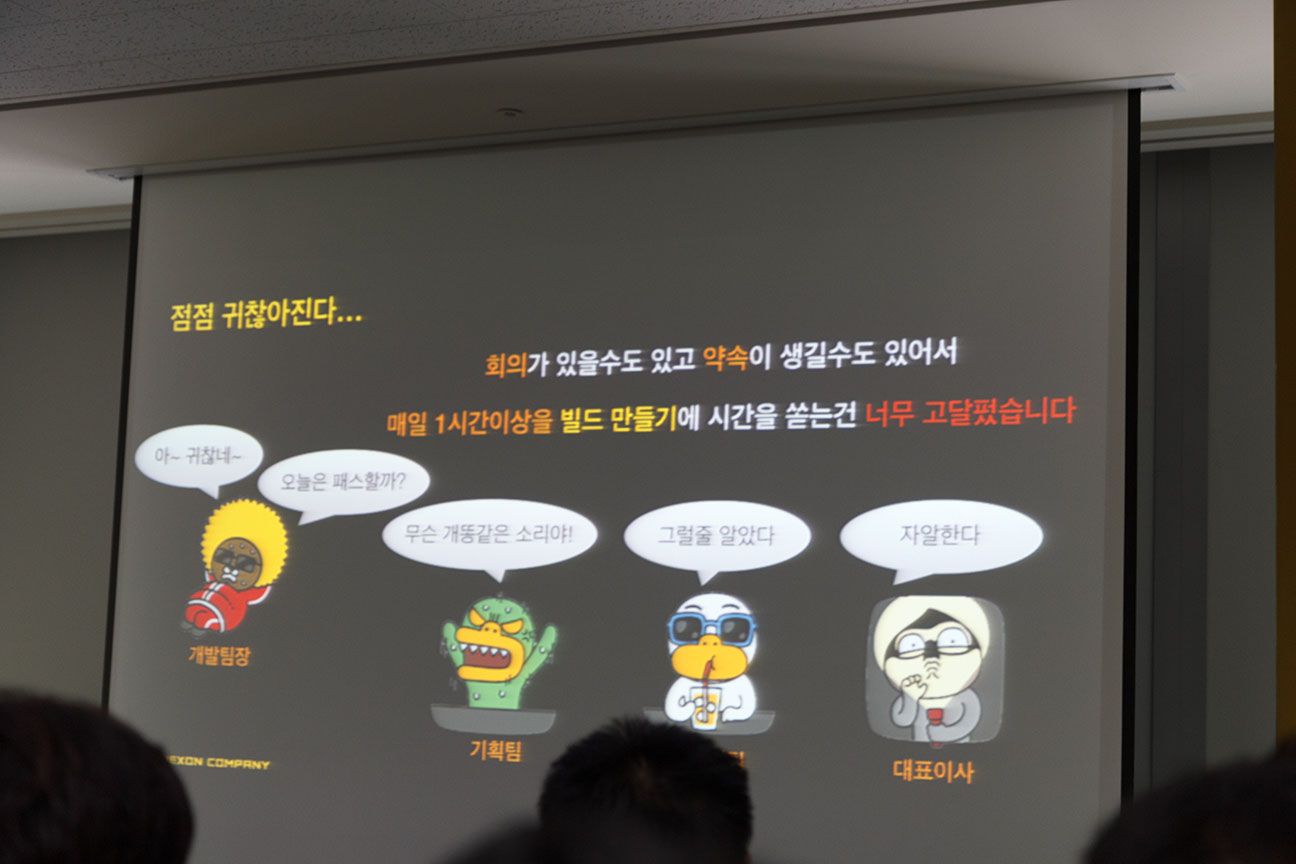 점점 귀찮아진다...
회의가 있을수도 있고 약속이 생길수도 있어서
매일 1시간이상을 빌드 만들기에 시간을 쏟는건 너무 고달펐습니다
아~ 귀찮네~
오늘은 패스할까?
무슨 개똥같은 소리야!
그럴줄 알았다
자알한다
개발팀장
기획팀
대표이사
EXON COMPANY